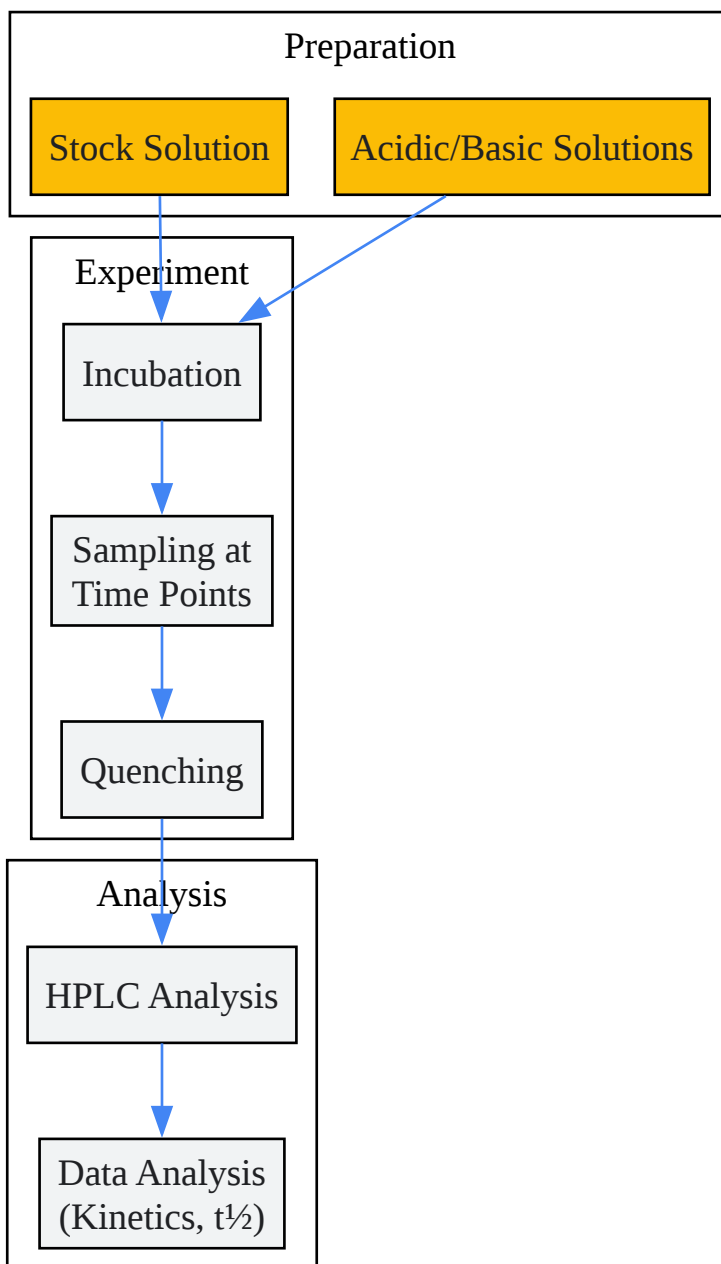 Preparation
Stock Solution
Acidic/Basic Solutions
Experiment
Incubation
Sampling at
Time Points
Quenching
Analysis
HPLC Analysis
Data Analysis
(Kinetics, t½)